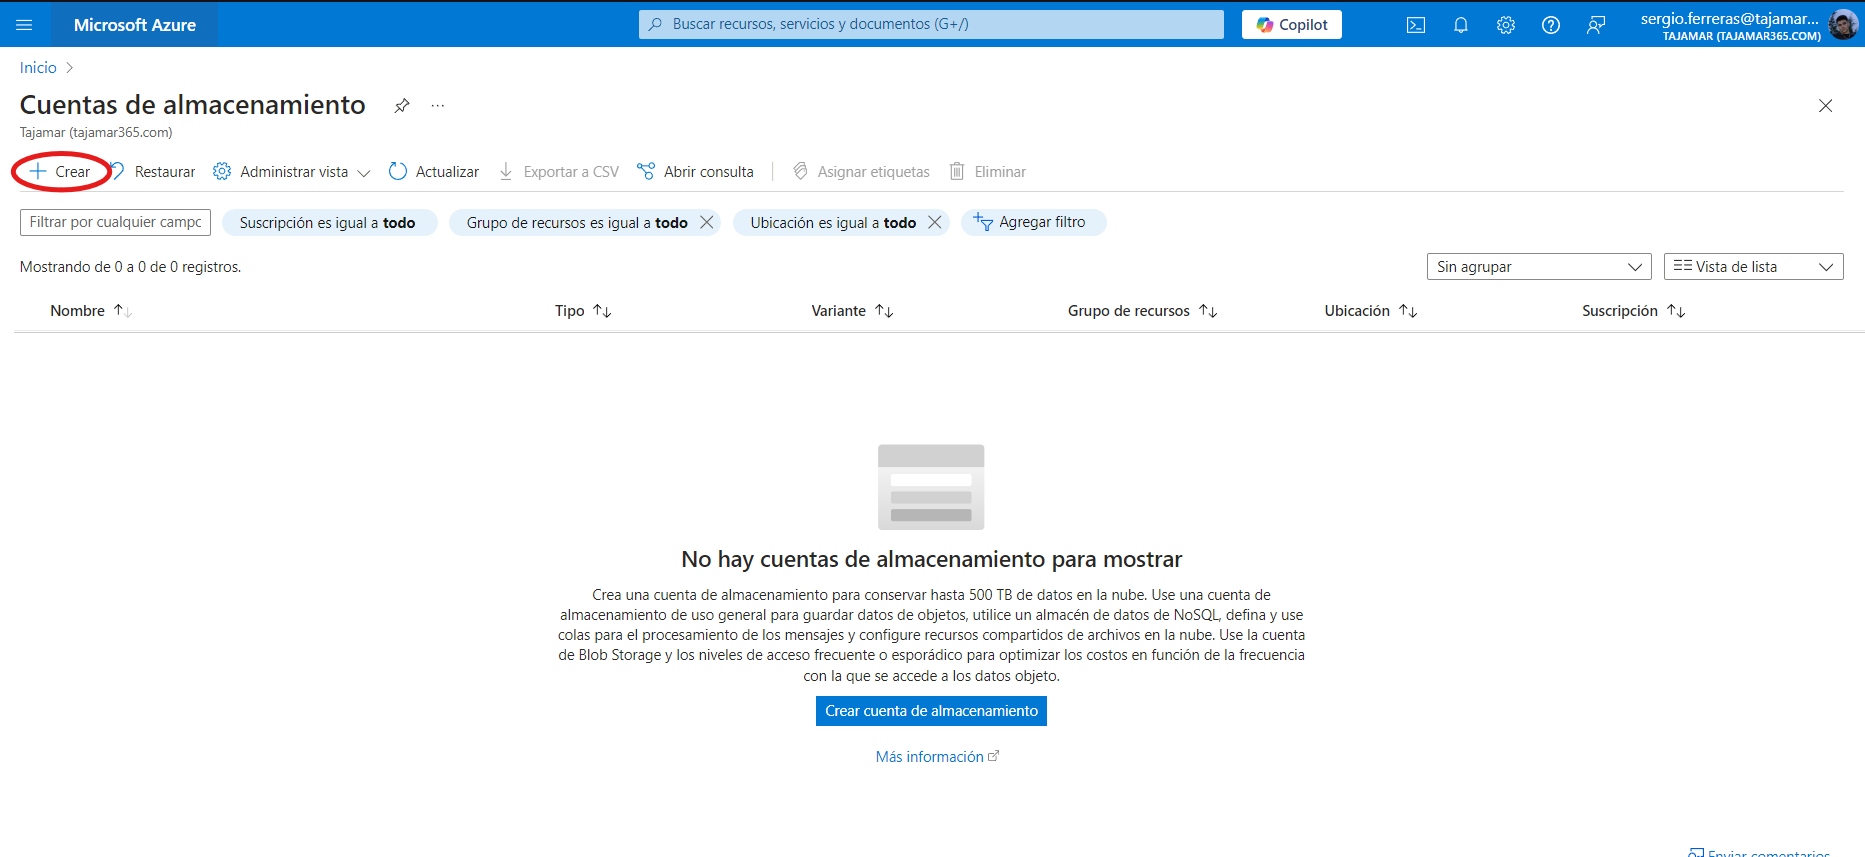 Microsoft Azure
Buscar recursos, servicios y documentos (G+/)
Copilot
sergio.ferreras@tajamar...
TAJAMAR (TAJAMAR365.COM)
Inicio
Cuentas de almacenamiento
Tajamar (tajamar365.com)
Crear Restaurar Administrar vista Actualizar Exportar a CSV Abrir consulta Asignar etiquetas Eliminar
Filtrar por cualquier campo Suscripción es igual a todo Grupo de recursos es igual a todo Ubicación es igual a todo Agregar filtro
Mostrando de 0 a 0 de 0 registros. Sin agrupar Vista de lista
Nombre Tipo Variante Grupo de recursos Ubicación Suscripción
No hay cuentas de almacenamiento para mostrar
Crea una cuenta de almacenamiento para conservar hasta 500 TB de datos en la nube. Use una cuenta de
almacenamiento de uso general para guardar datos de objetos, utilice un almacén de datos de NoSQL, defina y use
colas para el procesamiento de los mensajes y configure recursos compartidos de archivos en la nube. Use la cuenta
de Blob Storage y los niveles de acceso frecuente o esporádico para optimizar los costos en función de la frecuencia
con la que se accede a los datos objeto.
Crear cuenta de almacenamiento
Más información
Enviar comentarios